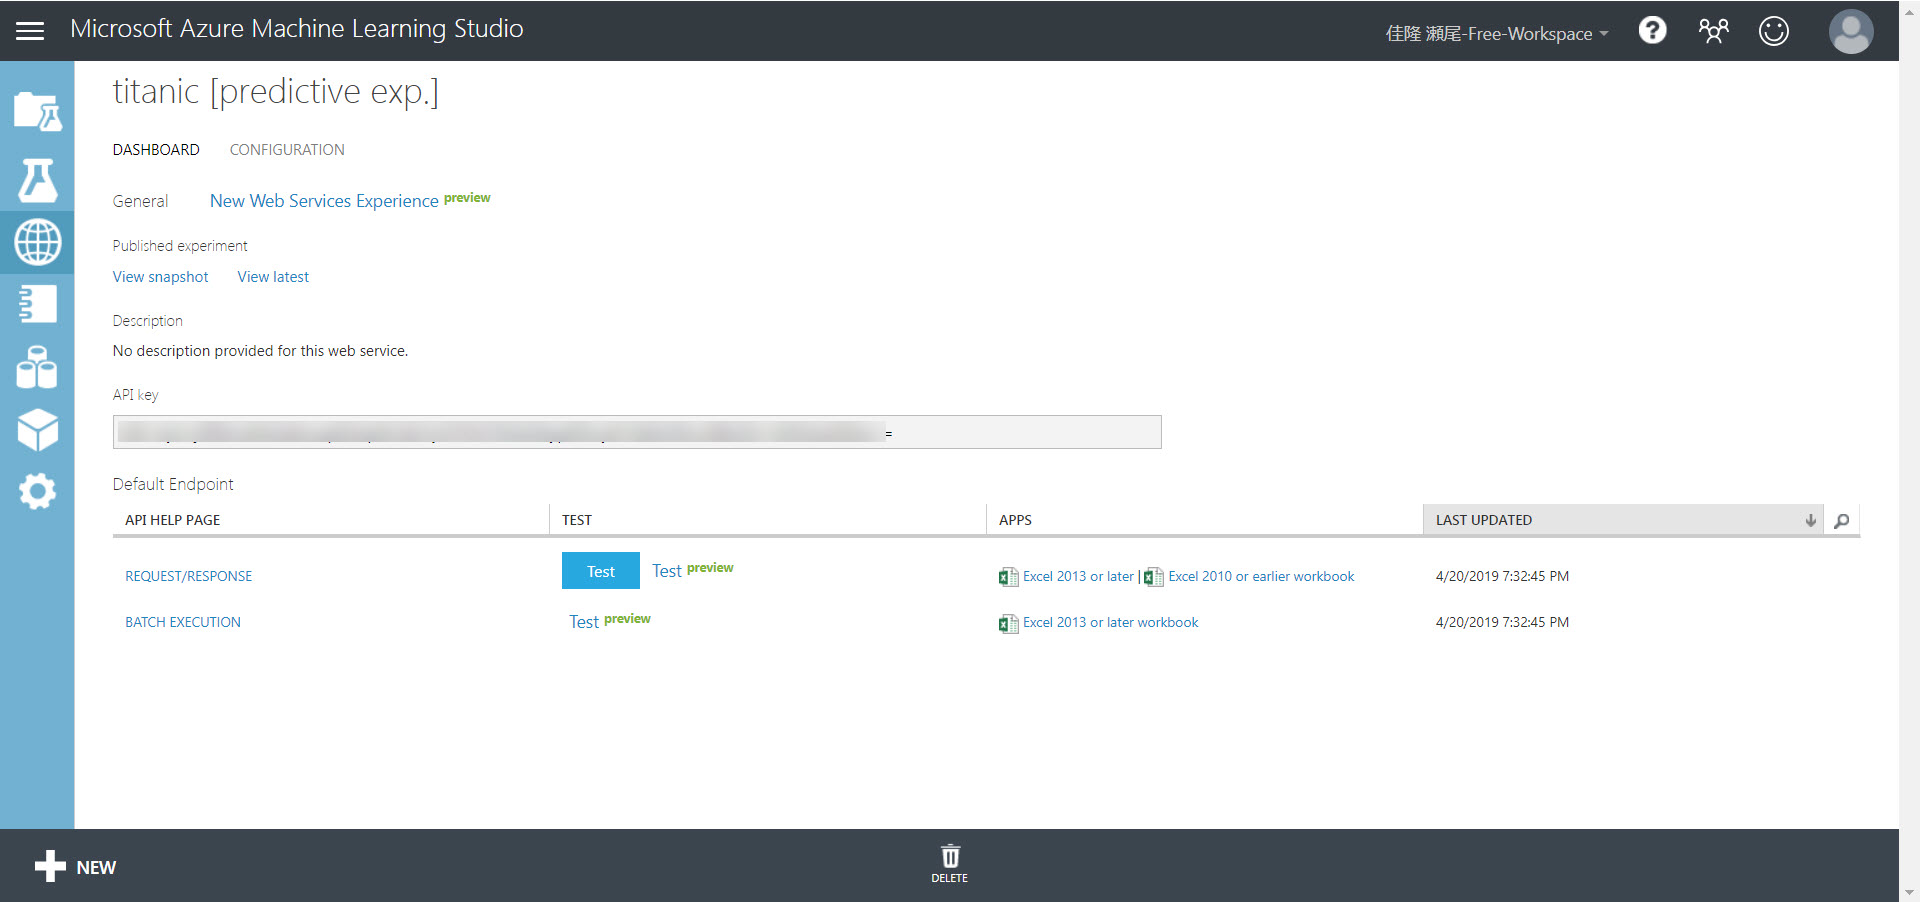 Microsoft Azure Machine Learning Studio
佳隆 瀬尾-Free-Workspace
titanic [predictive exp.]
DASHBOARD CONFIGURATION
General New Web Services Experience preview
Published experiment
View snapshot View latest
Description
No description provided for this web service.
API key
=
Default Endpoint
API HELP PAGE TEST APPS LAST UPDATED
REQUEST/RESPONSE Test Test preview Excel 2013 or later | Excel 2010 or earlier workbook 4/20/2019 7:32:45 PM
BATCH EXECUTION Test preview Excel 2013 or later workbook 4/20/2019 7:32:45 PM
NEW
DELETE